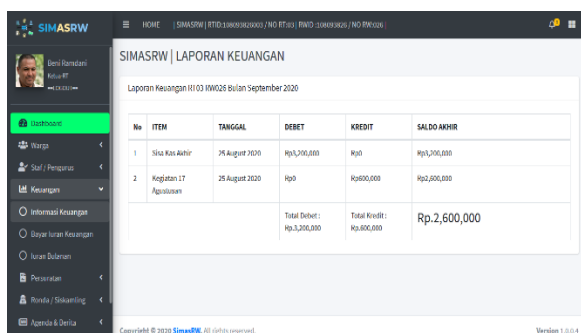 SIMASRW
HOME | SIMASRW | RTID:108093826003 / NO RT:03 | RWID :108093826 / NO RW:026 |
Beni Ramdani
Ketua RT
SIMASRW | LAPORAN KEUANGAN
Laporan Keuangan RT03 RW026 Bulan September 2020
Dashboard
Warga
Staf / Pengurus
Keuangan
Informasi Keuangan
Bayar Iuran Keuangan
Iuran Bulanan
Persuratan
Ronda / Siskamling
Agenda & Berita
No ITEM TANGGAL DEBET KREDIT SALDO AKHIR
1 Sisa Kas Akhir 25 August 2020 Rp3,200,000 Rp0 Rp3,200,000
2 Kegiatan 17 Agustusan 25 August 2020 Rp0 Rp600,000 Rp2,600,000
Total Debet : Total Kredit : Rp.2,600,000
Rp.3,200,000 Rp.600,000
Copyright © 2020 SimasRW. All rights reserved. Version 1.0.0.4